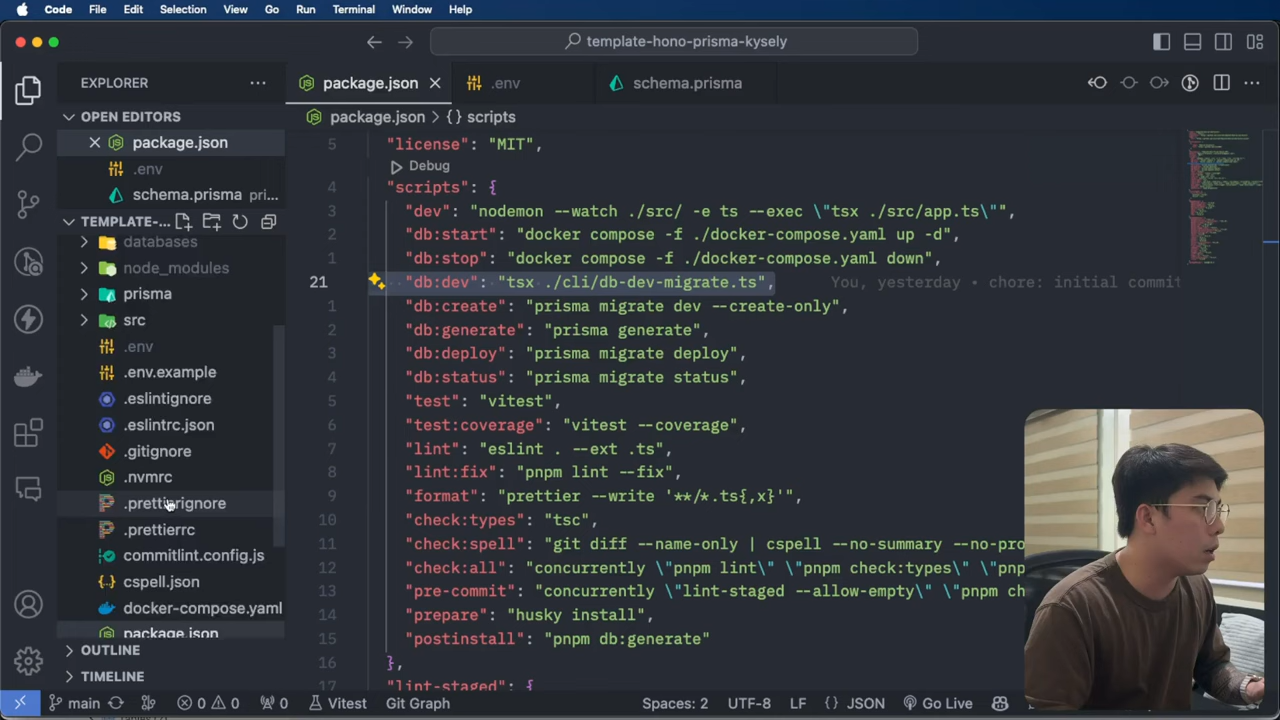 Code File Edit Selection View Go Run Terminal Window Help
template-hono-prisma-kysely
EXPLORER
package.json
.env
schema.prisma
OPEN EDITORS
package.json
.env
schema.prisma pri...
TEMPLATE-...
databases
node_modules
prisma
src
.env
.env.example
.eslintignore
.eslintrc.json
.gitignore
.nvmrc
.prettierignore
.prettierrc
commitlint.config.js
cspell.json
docker-compose.yaml
package.json
OUTLINE
TIMELINE
package.json > {} scripts
5 "license": "MIT",
Debug
4 "scripts": {
3 "dev": "nodemon --watch ./src/ -e ts --exec \"tsx ./src/app.ts\"",
2 "db:start": "docker compose -f ./docker-compose.yaml up -d",
1 "db:stop": "docker compose -f ./docker-compose.yaml down",
21 "db:dev": "tsx ./cli/db-dev-migrate.ts", You, yesterday • chore: initial commit
1 "db:create": "prisma migrate dev --create-only",
2 "db:generate": "prisma generate",
3 "db:deploy": "prisma migrate deploy",
4 "db:status": "prisma migrate status",
5 "test": "vitest",
6 "test:coverage": "vitest --coverage",
7 "lint": "eslint . --ext .ts",
8 "lint:fix": "pnpm lint --fix",
9 "format": "prettier --write '**/*.ts{,x}'",
10 "check:types": "tsc",
11 "check:spell": "git diff --name-only | cspell --no-summary --no-pro
12 "check:all": "concurrently \"pnpm lint\" \"pnpm check:types\" \"pnpm
13 "pre-commit": "concurrently \"lint-staged --allow-empty\" \"pnpm ch
14 "prepare": "husky install",
15 "postinstall": "pnpm db:generate"
16 },
17 "lint-staged": {
main 0 0 0 Vitest Git Graph Spaces: 2 UTF-8 LF {} JSON Go Live